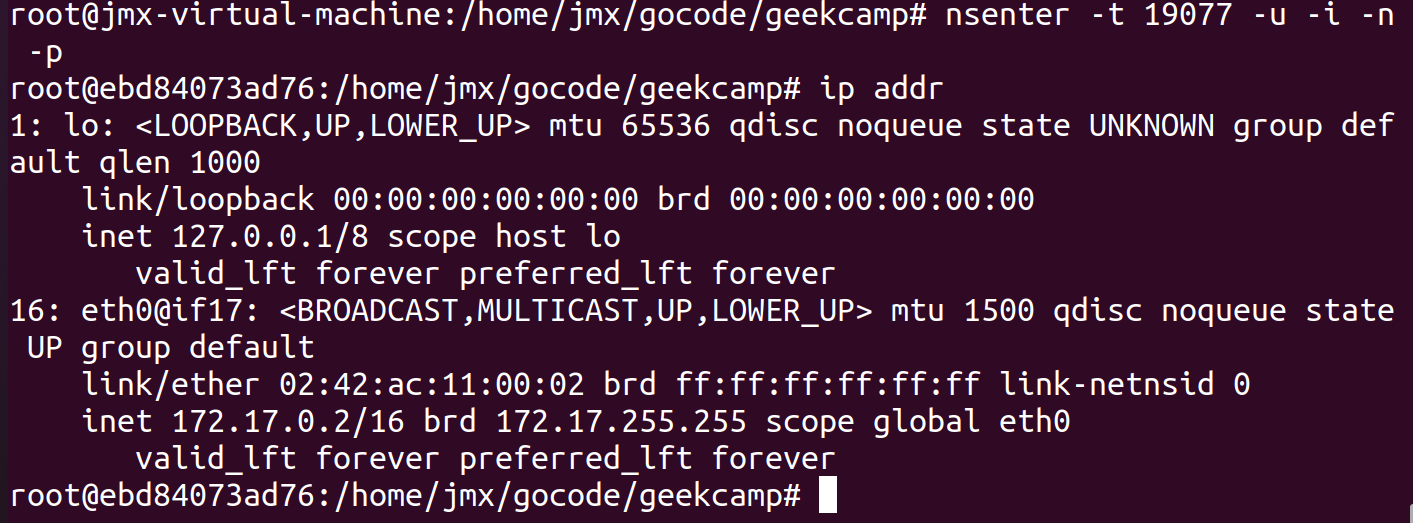 root@jmx-virtual-machine:/home/jmx/gocode/geekcamp# nsenter -t 19077 -u -i -n
 -p
root@ebd84073ad76:/home/jmx/gocode/geekcamp# ip addr
1: lo: <LOOPBACK,UP,LOWER_UP> mtu 65536 qdisc noqueue state UNKNOWN group def
ault qlen 1000
    link/loopback 00:00:00:00:00:00 brd 00:00:00:00:00:00
    inet 127.0.0.1/8 scope host lo
       valid_lft forever preferred_lft forever
16: eth0@if17: <BROADCAST,MULTICAST,UP,LOWER_UP> mtu 1500 qdisc noqueue state
 UP group default
    link/ether 02:42:ac:11:00:02 brd ff:ff:ff:ff:ff:ff link-netnsid 0
    inet 172.17.0.2/16 brd 172.17.255.255 scope global eth0
       valid_lft forever preferred_lft forever
root@ebd84073ad76:/home/jmx/gocode/geekcamp#